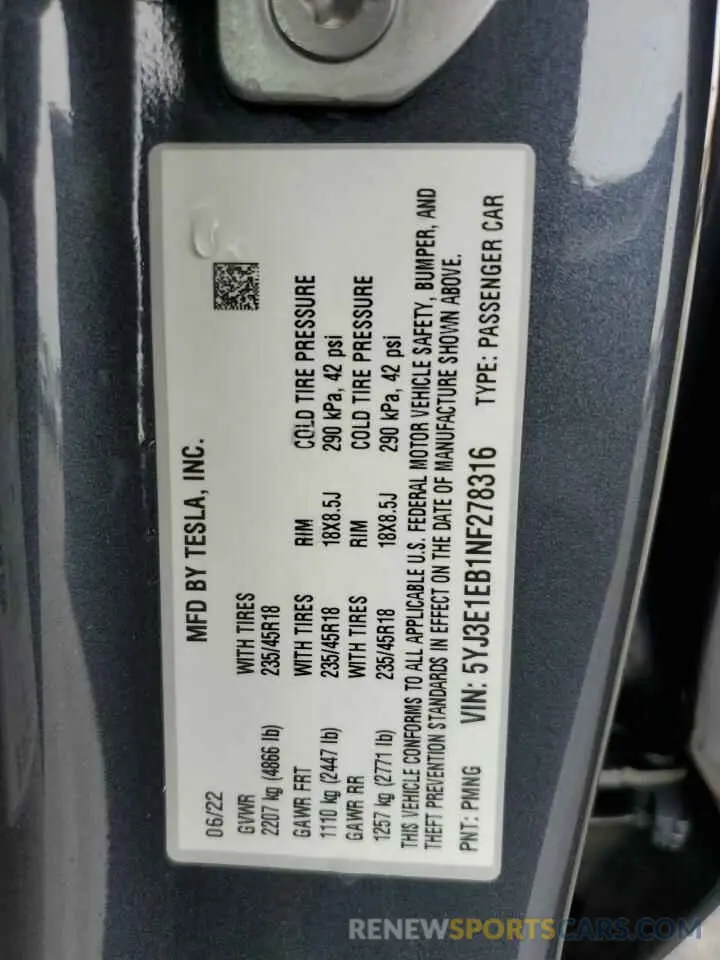 MFD BY TESLA, INC.
06/22
GVWR WITH TIRES
2207 kg (4866 lb) 235/45R18
GAWR FRT WITH TIRES RIM COLD TIRE PRESSURE
1110 kg (2447 lb) 235/45R18 18X8.5J 290 kPa, 42 psi
GAWR RR WITH TIRES RIM COLD TIRE PRESSURE
1257 kg (2771 lb) 235/45R18 18X8.5J 290 kPa, 42 psi
THIS VEHICLE CONFORMS TO ALL APPLICABLE U.S. FEDERAL MOTOR VEHICLE SAFETY, BUMPER, AND
THEFT PREVENTION STANDARDS IN EFFECT ON THE DATE OF MANUFACTURE SHOWN ABOVE.
PNT: PMNG VIN: 5YJ3E1EB1NF278316 TYPE: PASSENGER CAR
RENEWSPORTSCARS.COM